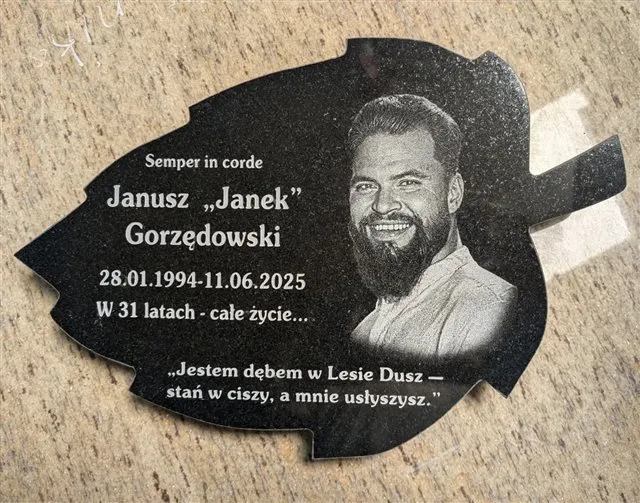 Semper in corde
Janusz „Janek”
Gorzędowski
28.01.1994-11.06.2025
W 31 latach - całe życie...
„Jestem dębem w Lesie Dusz —
stań w ciszy, a mnie usłyszysz.”